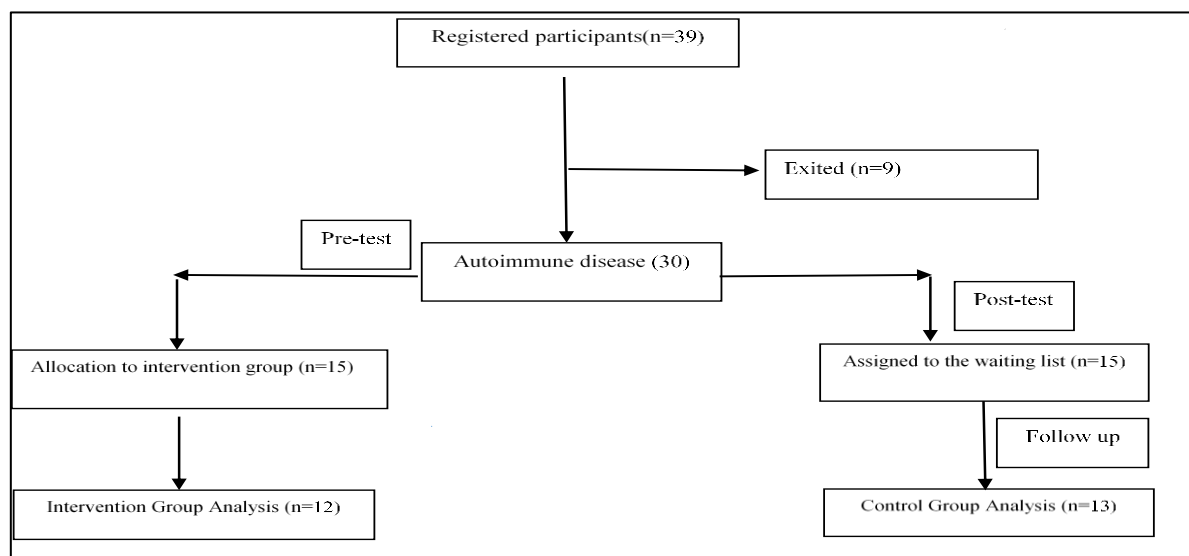 Registered participants(n=39)
Exited (n=9)
Pre-test
Autoimmune disease (30)
Post-test
Allocation to intervention group (n=15)
Assigned to the waiting list (n=15)
Follow up
Intervention Group Analysis (n=12)
Control Group Analysis (n=13)